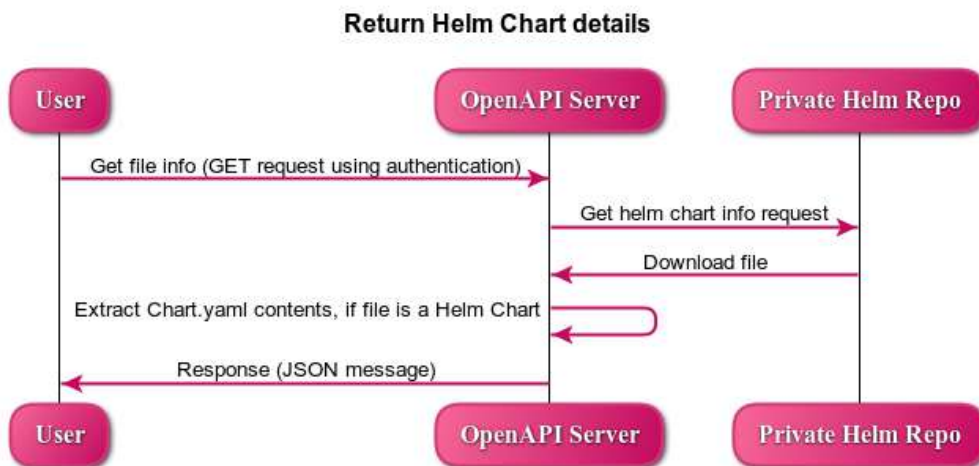 Return Helm Chart details
User
OpenAPI Server
Private Helm Repo
Get file info (GET request using authentication)
Get helm chart info request
Download file
Extract Chart.yaml contents, if file is a Helm Chart
Response (JSON message)
User
OpenAPI Server
Private Helm Repo